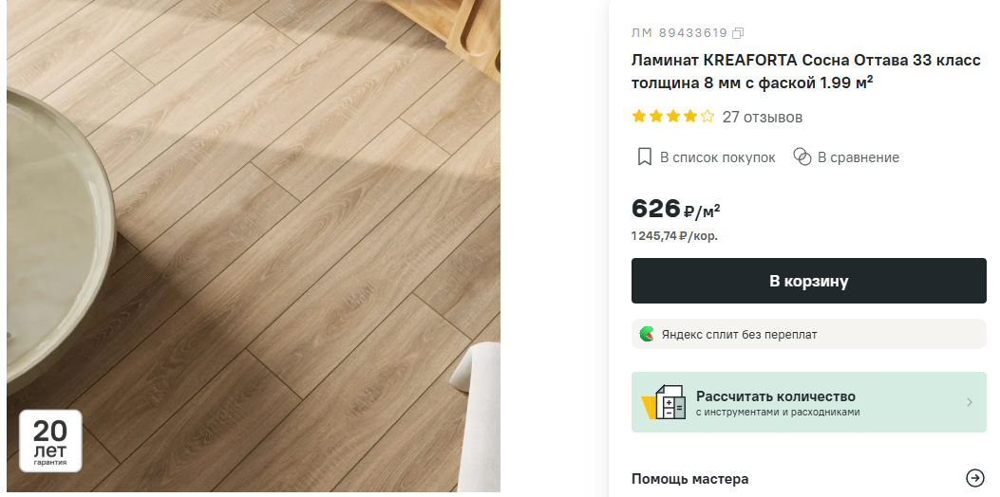 ЛМ 89433619
Ламинат KREAFORTA Сосна Оттава 33 класс
толщина 8 мм с фаской 1.99 м²
27 отзывов
В список покупок
В сравнение
626 ₽/м²
1 245,74 ₽/кор.
В корзину
Яндекс сплит без переплат
Рассчитать количество
с инструментами и расходниками
Помощь мастера
20
лет
гарантия